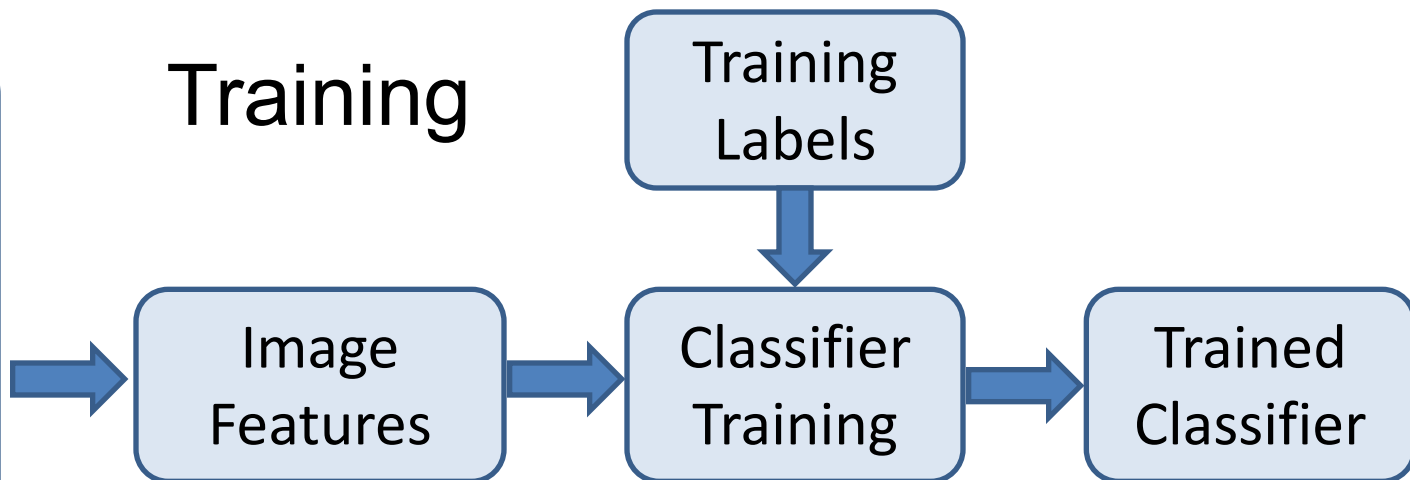 Training
Training
Labels
Image
Features
Classifier
Training
Trained
Classifier